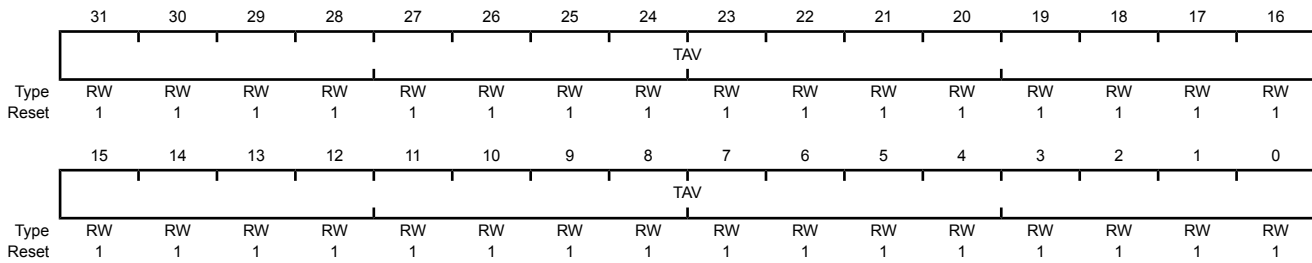 31 30 29 28 27 26 25 24 23 22 21 20 19 18 17 16
TAV
Type RW RW RW RW RW RW RW RW RW RW RW RW RW RW RW RW
Reset 1 1 1 1 1 1 1 1 1 1 1 1 1 1 1 1
15 14 13 12 11 10 9 8 7 6 5 4 3 2 1 0
TAV
Type RW RW RW RW RW RW RW RW RW RW RW RW RW RW RW RW
Reset 1 1 1 1 1 1 1 1 1 1 1 1 1 1 1 1